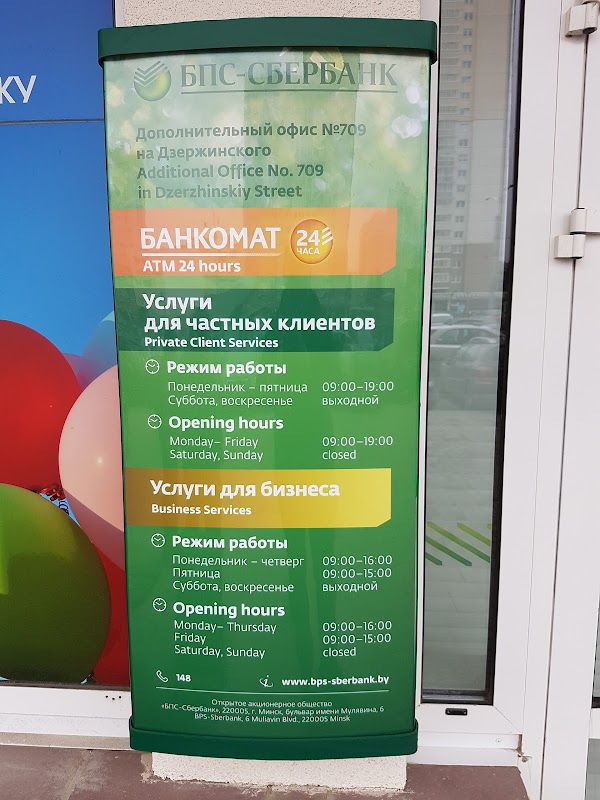 КУ
БПС-СБЕРБАНК
Дополнительный офис №709
на Дзержинского
Additional Office No. 709
in Dzerzhinskiy Street
БАНКОМАТ 24 ЧАСА
ATM 24 hours
Услуги
для частных клиентов
Private Client Services
Режим работы
Понедельник – пятница 09:00–19:00
Суббота, воскресенье выходной
Opening hours
Monday– Friday 09:00–19:00
Saturday, Sunday closed
Услуги для бизнеса
Business Services
Режим работы
Понедельник – четверг 09:00–16:00
Пятница 09:00–15:00
Суббота, воскресенье выходной
Opening hours
Monday– Thursday 09:00–16:00
Friday 09:00–15:00
Saturday, Sunday closed
148 i www.bps-sberbank.by
Открытое акционерное общество
«БПС-Сбербанк», 220005, г. Минск, бульвар имени Мулявина, 6
BPS-Sberbank, 6 Muliavin Blvd., 220005 Minsk